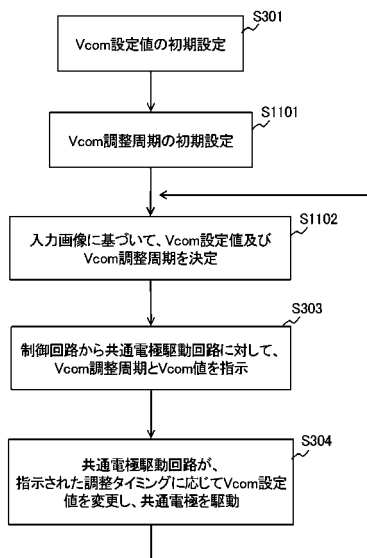 S301
Vcom設定値の初期設定
S1101
Vcom調整周期の初期設定
S1102
入力画像に基づいて、Vcom設定値及び
Vcom調整周期を決定
S303
制御回路から共通電極駆動回路に対して、
Vcom調整周期とVcom値を指示
S304
共通電極駆動回路が、
指示された調整タイミングに応じてVcom設定
値を変更し、共通電極を駆動